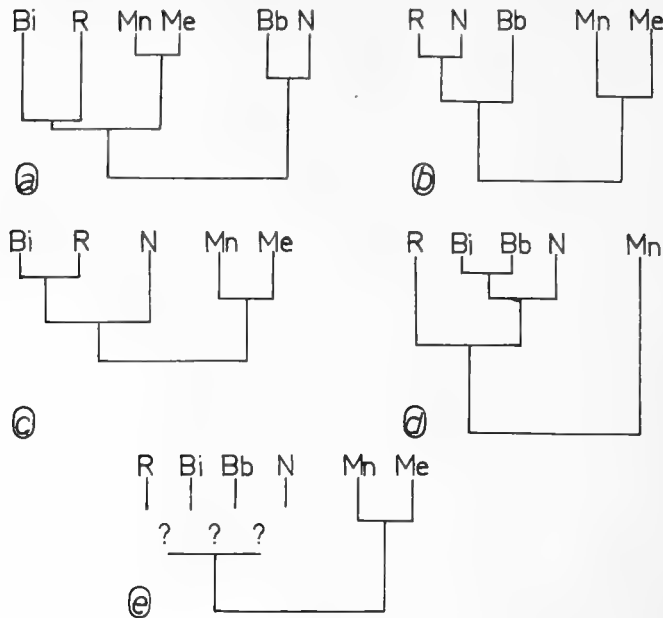 Bi R Mn Me Bb N
R N Bb Mn Me
a
b
Bi R N Mn Me
R Bi Bb N Mn
c
d
R Bi Bb N Mn Me
? ? ?
e